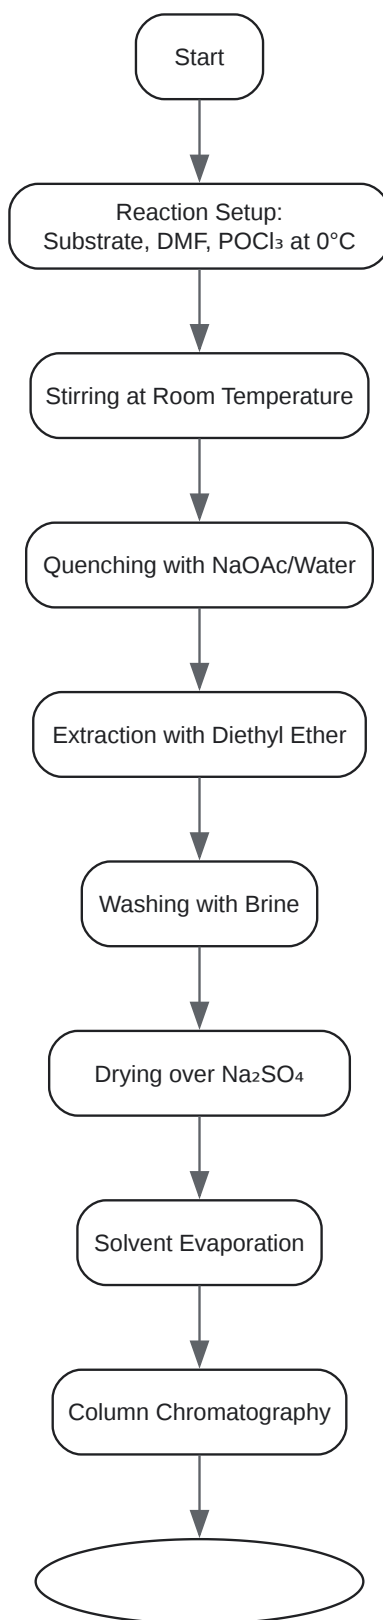 Start
Reaction Setup:
Substrate, DMF, POCl₃ at 0°C
Stirring at Room Temperature
Quenching with NaOAc/Water
Extraction with Diethyl Ether
Washing with Brine
Drying over Na₂SO₄
Solvent Evaporation
Column Chromatography